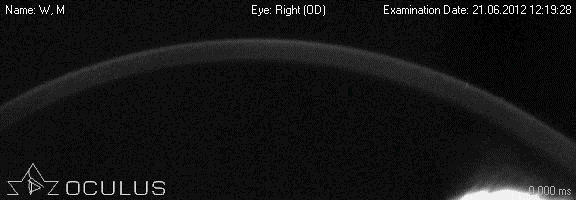 Name: W, M
Eye: Right (OD)
Examination Date: 21.06.2012 12:19:28
OCULUS
0.000 ms